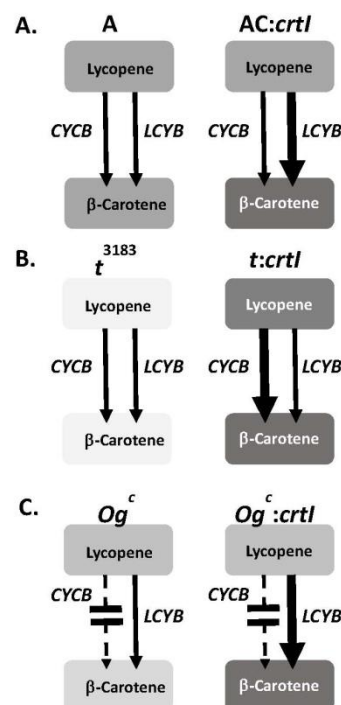 A. A AC:crtI
Lycopene Lycopene
CYCB LCYB CYCB LCYB
β-Carotene β-Carotene
B. t3183 t:crtI
Lycopene Lycopene
CYCB LCYB CYCB LCYB
β-Carotene β-Carotene
C. Ogc Ogc:crtI
Lycopene Lycopene
CYCB LCYB CYCB LCYB
β-Carotene β-Carotene